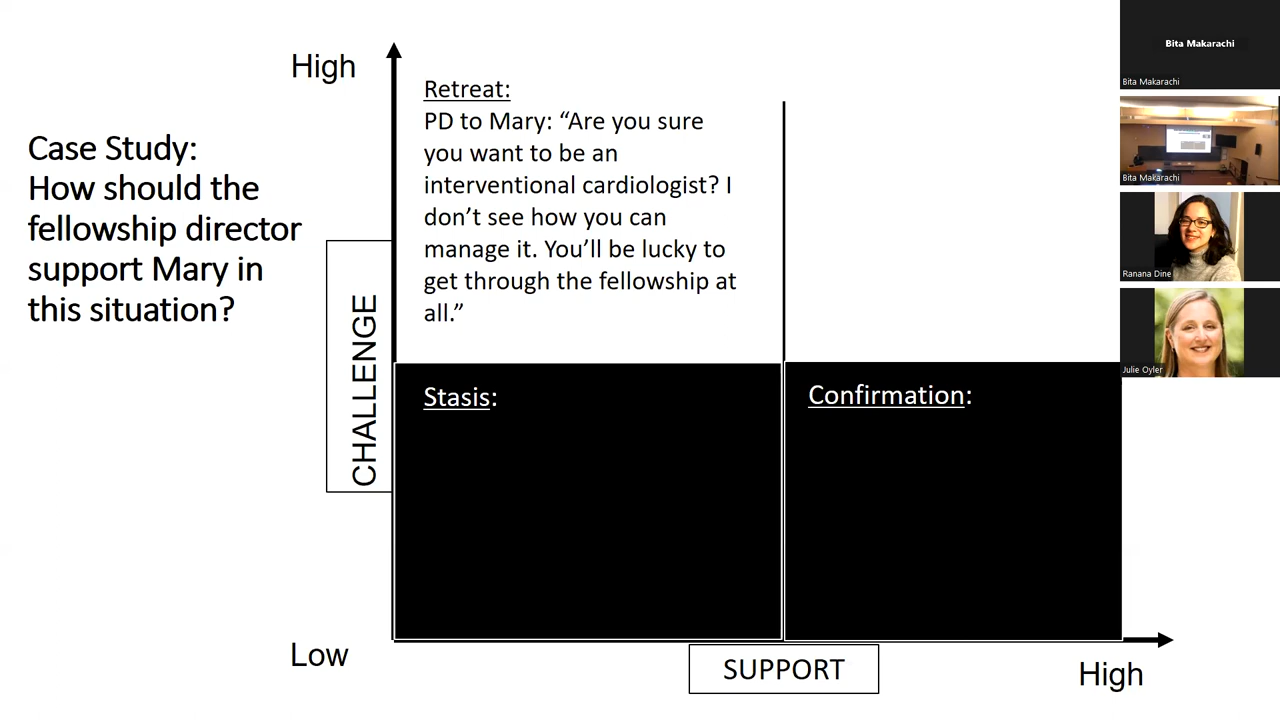 High
Case Study:
How should the
fellowship director
support Mary in
this situation?
CHALLENGE
Retreat:
PD to Mary: “Are you sure
you want to be an
interventional cardiologist? I
don’t see how you can
manage it. You’ll be lucky to
get through the fellowship at
all.”
Stasis:
Confirmation:
Low
SUPPORT
High
Bita Makarachi
Bita Makarachi
Bita Makarachi
Ranana Dine
Julie Oyler